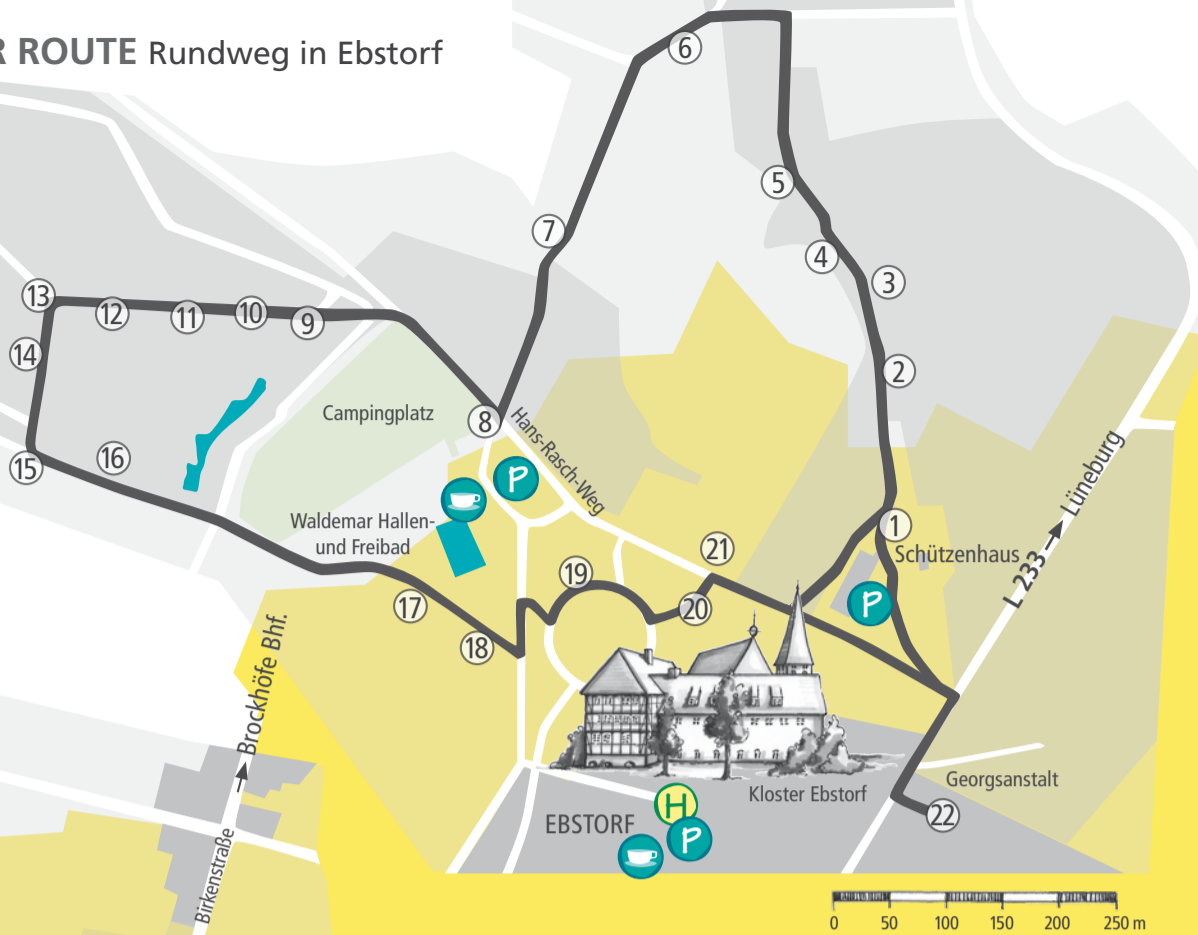 R ROUTE Rundweg in Ebstorf
6
5
7
4
3
13
12
11
10
9
14
2
Campingplatz
8
Hans-Rasch-Weg
15
16
P
Waldemar Hallen-
und Freibad
1
Schützenhaus
L 233 → Lüneburg
21
19
17
20
P
18
Brockhöfe Bhf.
Birkenstraße
Georgsanstalt
Kloster Ebstorf
H
22
EBSTORF
P
0 50 100 150 200 250 m